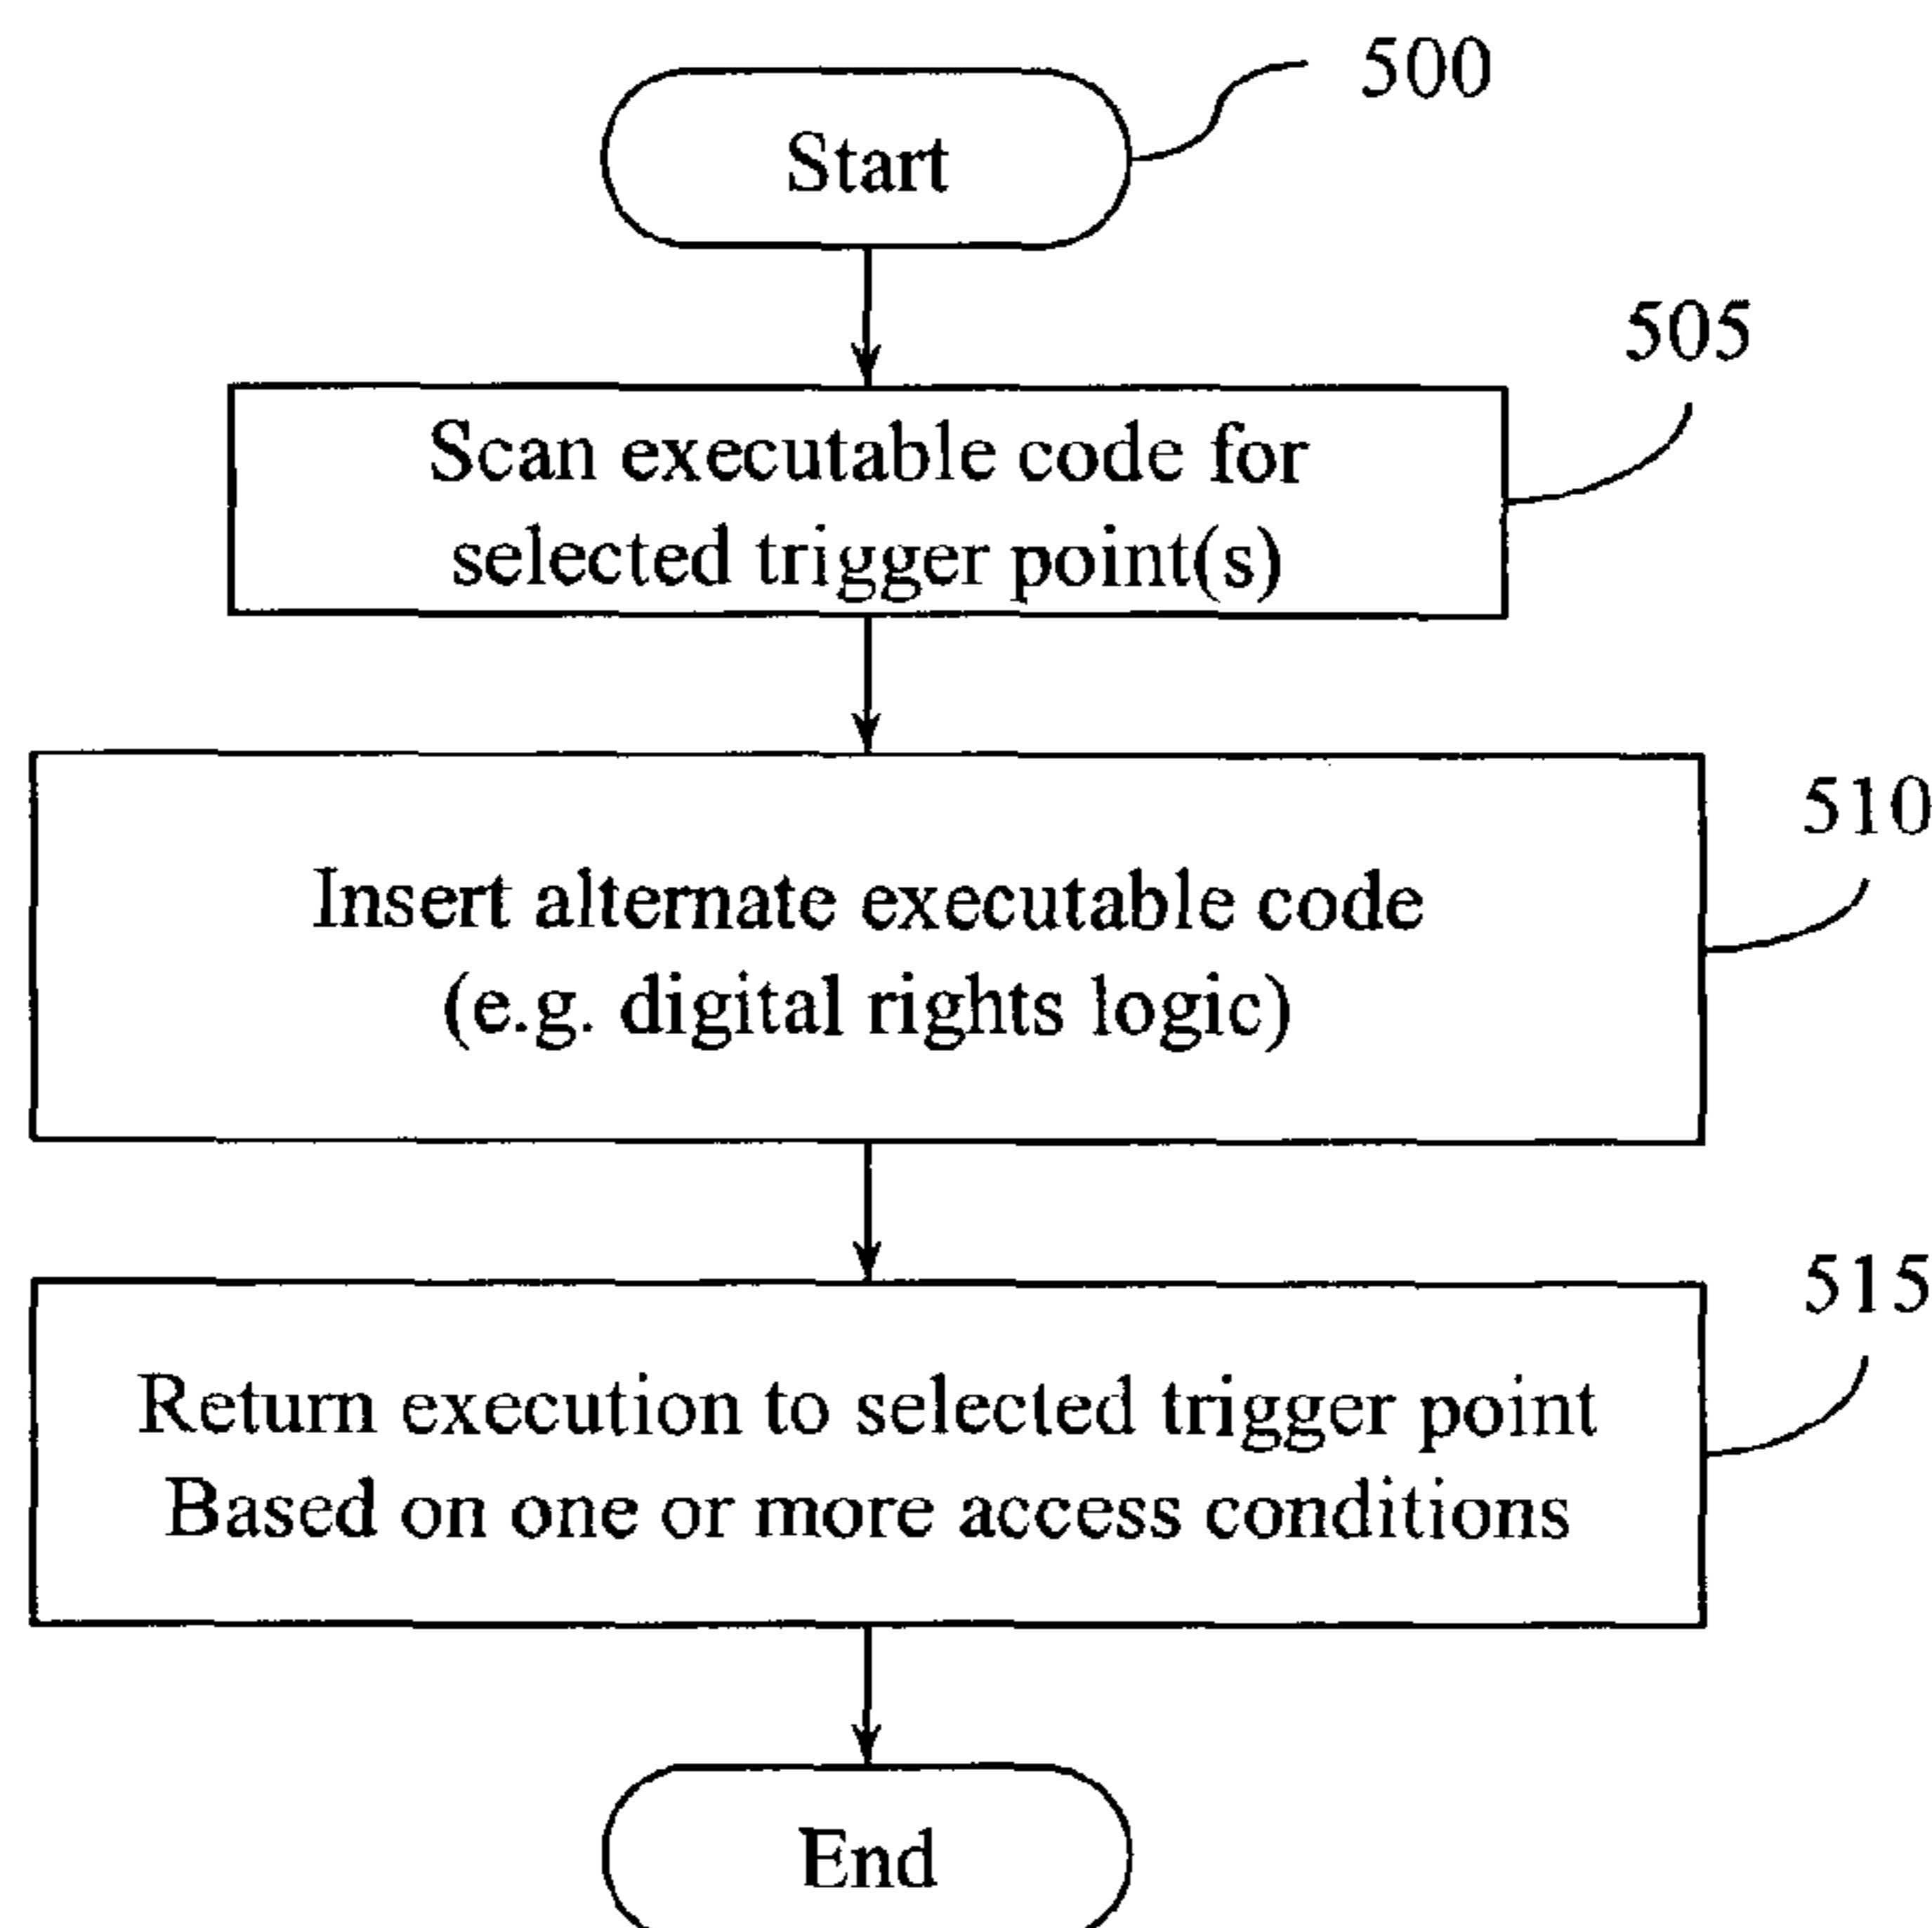 500
Start
505
Scan executable code for
selected trigger point(s)
510
Insert alternate executable code
(e.g. digital rights logic)
515
Return execution to selected trigger point
Based on one or more access conditions
End